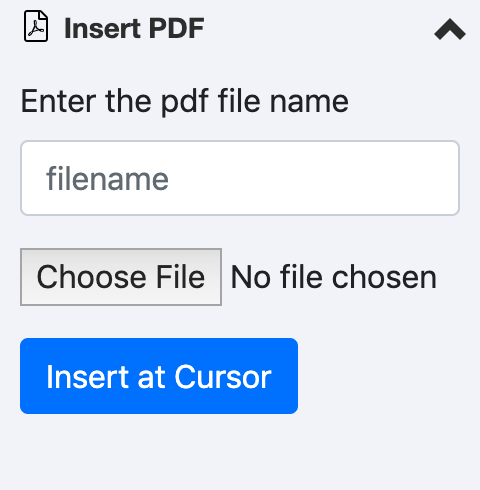 Insert PDF
Enter the pdf file name
filename
Choose File No file chosen
Insert at Cursor